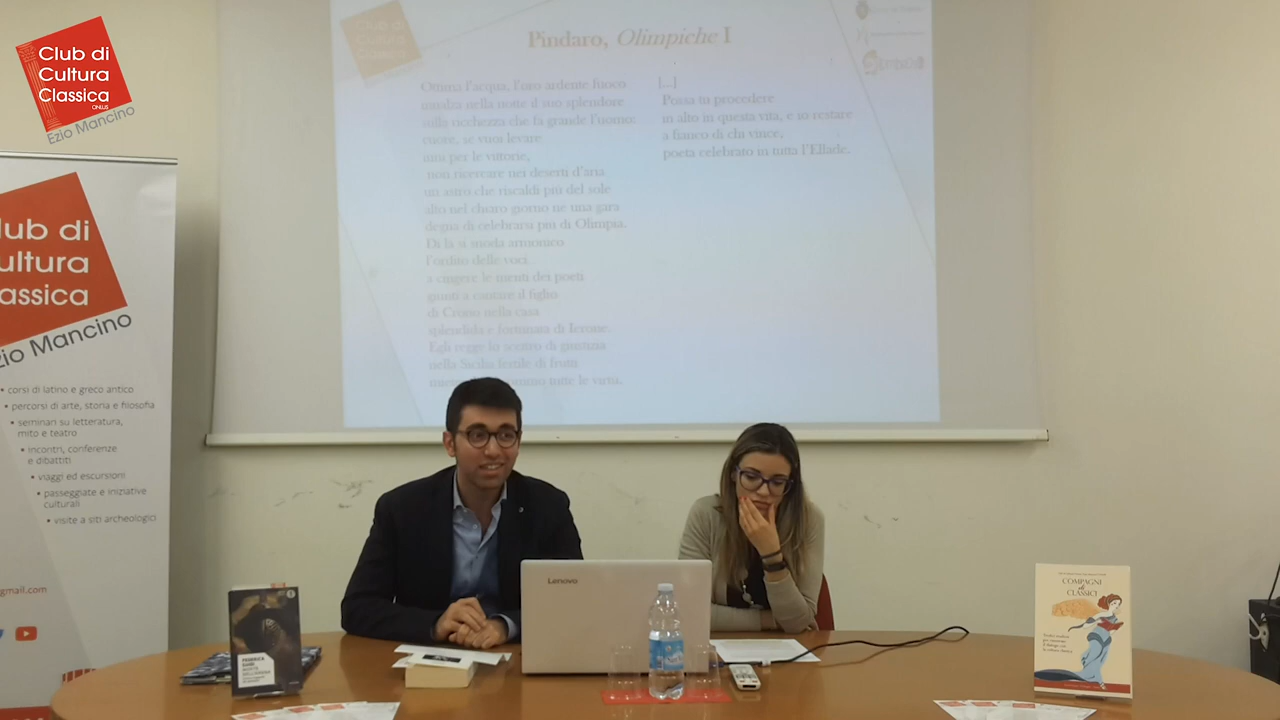 Club di
Cultura
Classica
ONLUS
Ezio Mancino
Pindaro, Olimpiche I
Ottima l'acqua, l'oro ardente fuoco
innalza nella notte il suo splendore
sulla ricchezza che fa grande l'uomo:
cuore, se vuoi levare
inni per le vittorie,
non ricercare nei deserti d'aria
un astro che riscaldi più del sole
alto nel chiaro giorno né una gara
degna di celebrarsi più di Olimpia.
Di là si snoda armonico
l'ordito delle voci
a cingere le menti dei poeti
giunti a cantare il figlio
di Crono nella casa
splendida e fortunata di Ierone.
Egli regge lo scettro di giustizia
nella Sicilia fertile di frutti
sommo tutte le virtù.
[...]
Possa tu procedere
in alto in questa vita, e io restare
a fianco di chi vince,
poeta celebrato in tutta l'Ellade.
lub di
ultura
assica
zio Mancino
• corsi di latino e greco antico
• percorsi di arte, storia e filosofia
• seminari su letteratura,
mito e teatro
• incontri, conferenze
e dibattiti
• viaggi ed escursioni
• passeggiate e iniziative
culturali
• visite a siti archeologici
gmail.com
Lenovo
FEDERICA
COMPAGNI
di
CLASSICI